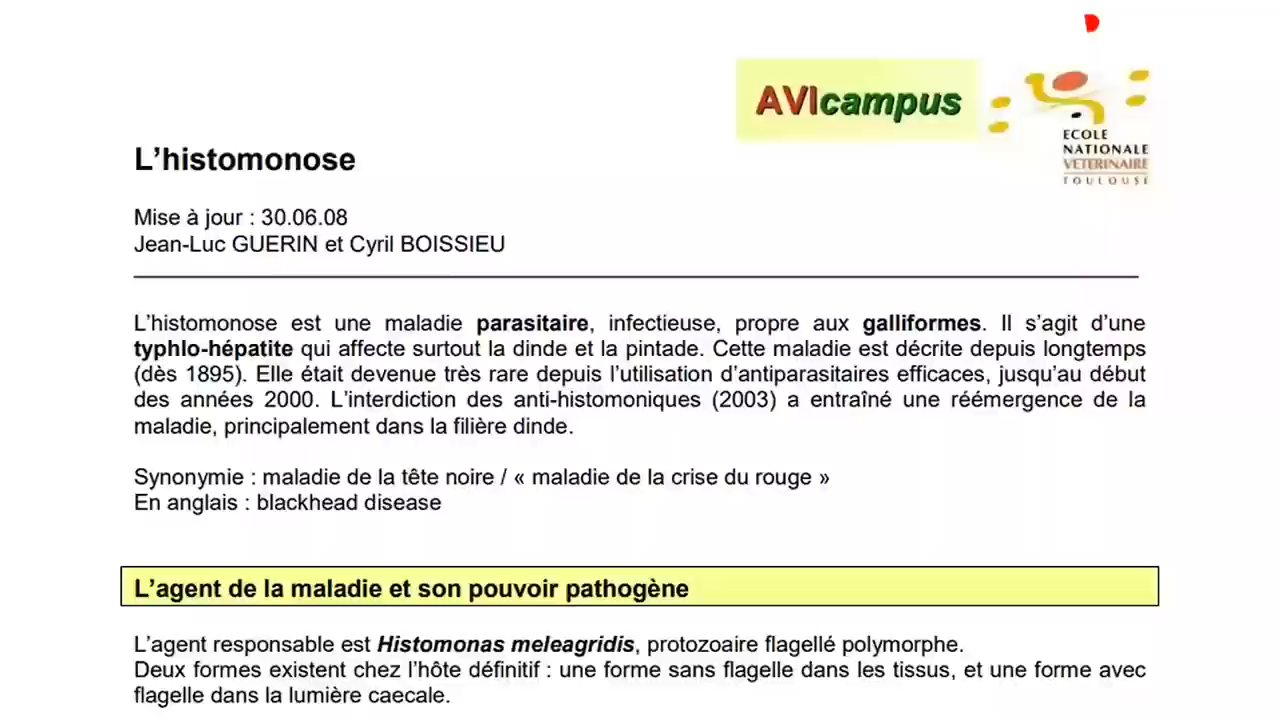 AVIcampus
ECOLE
NATIONALE
VETERINAIRE
TOULOUSE
L’histomonose
Mise à jour : 30.06.08
Jean-Luc GUERIN et Cyril BOISSIEU
L’histomonose est une maladie parasitaire, infectieuse, propre aux galliformes. Il s’agit d’une
typhlo-hépatite qui affecte surtout la dinde et la pintade. Cette maladie est décrite depuis longtemps
(dès 1895). Elle était devenue très rare depuis l’utilisation d’antiparasitaires efficaces, jusqu’au début
des années 2000. L’interdiction des anti-histomoniques (2003) a entraîné une réémergence de la
maladie, principalement dans la filière dinde.
Synonymie : maladie de la tête noire / « maladie de la crise du rouge »
En anglais : blackhead disease
L’agent de la maladie et son pouvoir pathogène
L’agent responsable est Histomonas meleagridis, protozoaire flagellé polymorphe.
Deux formes existent chez l’hôte définitif : une forme sans flagelle dans les tissus, et une forme avec
flagelle dans la lumière caecale.